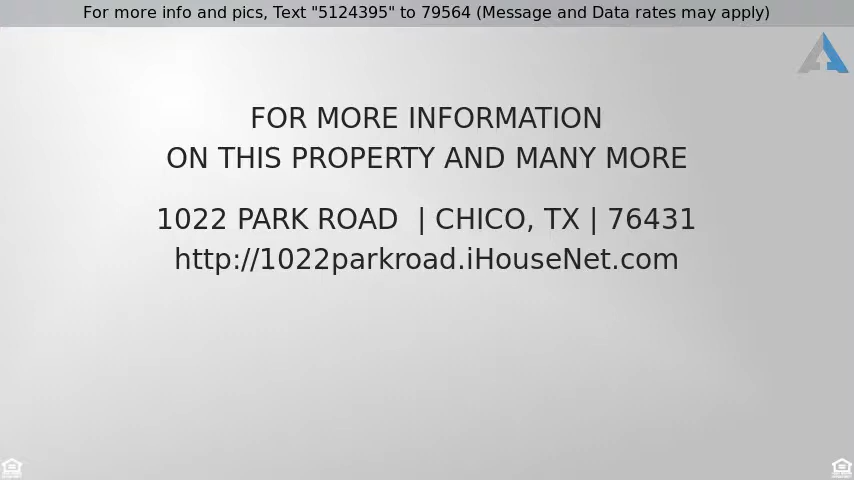 For more info and pics, Text "5124395" to 79564 (Message and Data rates may apply)
FOR MORE INFORMATION
ON THIS PROPERTY AND MANY MORE
1022 PARK ROAD | CHICO, TX | 76431
http://1022parkroad.iHouseNet.com